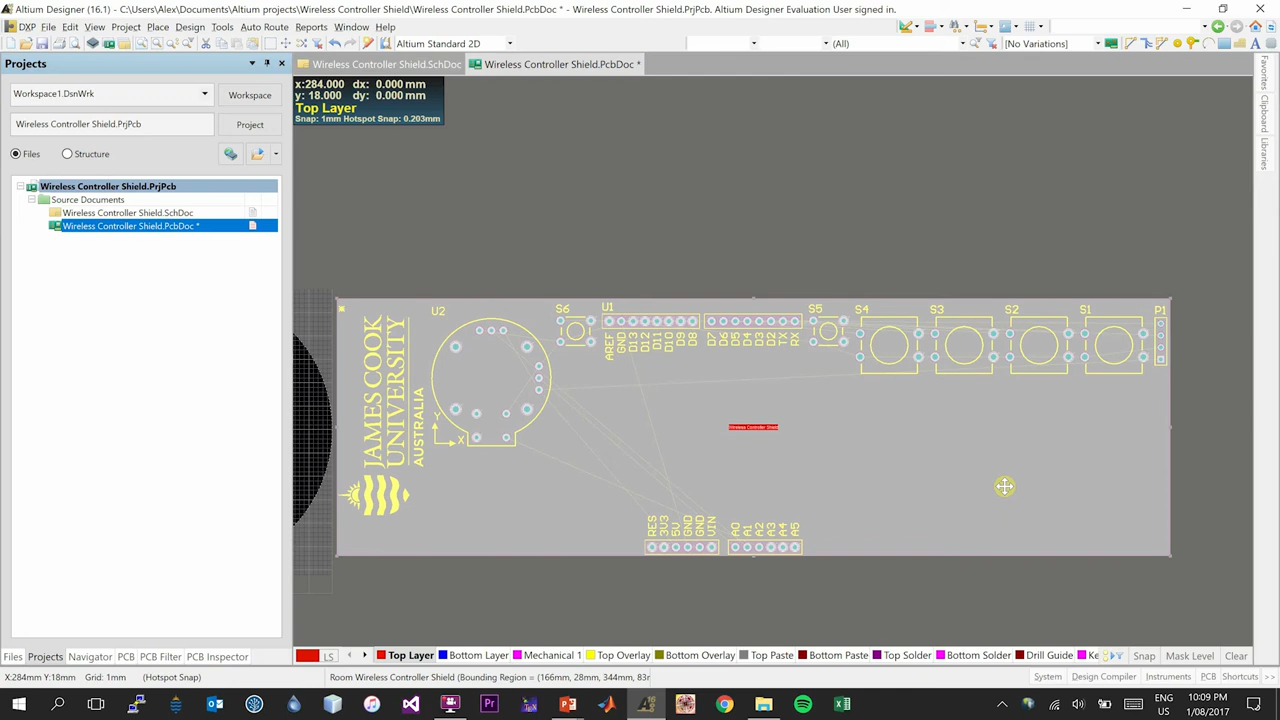 Altium Designer (16.1) - C:\Users\Alex\Documents\Altium projects\Wireless Controller Shield\Wireless Controller Shield.PcbDoc * - Wireless Controller Shield.PrjPcb. Altium Designer Evaluation User signed in.
DXP File Edit View Project Place Design Tools Auto Route Reports Window Help
Altium Standard 2D (All) [No Variations]
Projects
Wireless Controller Shield.SchDoc
Wireless Controller Shield.PcbDoc *
Workspace1.DsnWrk
Workspace
Wireless Controller Shield.PrjPcb
Project
Files Structure
Wireless Controller Shield.PrjPcb
Source Documents
Wireless Controller Shield.SchDoc
Wireless Controller Shield.PcbDoc *
x:284.000 dx: 0.000 mm
y: 18.000 dy: 0.000 mm
Top Layer
Snap: 1mm Hotspot Snap: 0.203mm
Favorites
Clipboard
Libraries
U2 S6 U1 S5 S4 S3 S2 S1 P1
AREF GND D13 D12 D11 D10 D9 D8 D7 D6 D5 D4 D3 D2 TX RX
JAMES COOK
UNIVERSITY
AUSTRALIA
Y
X
Wireless Controller Shield
RES 3V3 5V GND GND VIN A0 A1 A2 A3 A4 A5
Files Projects Navigator PCB PCB Filter PCB Inspector
LS Top Layer Bottom Layer Mechanical 1 Top Overlay Bottom Overlay Top Paste Bottom Paste Top Solder Bottom Solder Drill Guide Ke Snap Mask Level Clear
X:284mm Y:18mm Grid: 1mm (Hotspot Snap) Room Wireless Controller Shield (Bounding Region = (166mm, 28mm, 344mm, 83r
System Design Compiler Instruments PCB Shortcuts >>
ENG
US
10:09 PM
1/08/2017